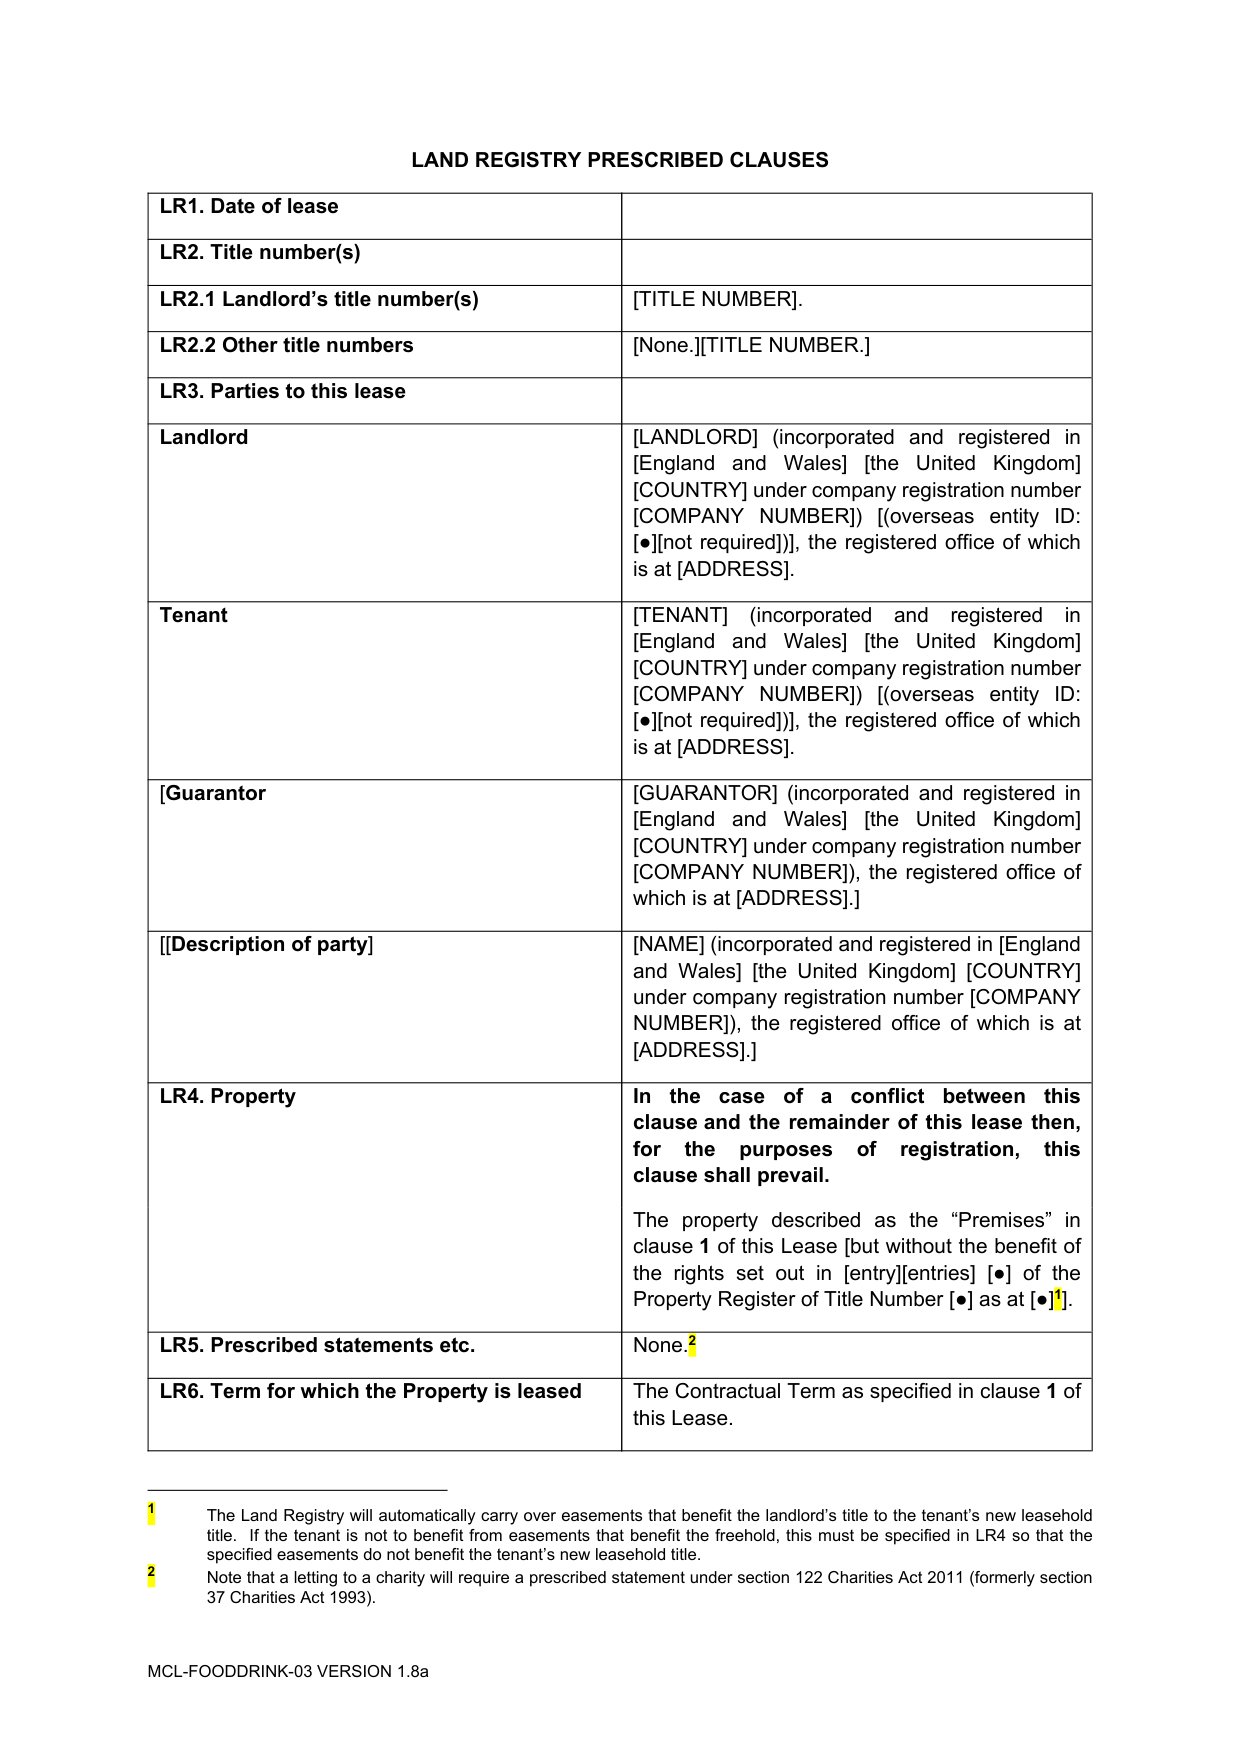 LAND REGISTRY PRESCRIBED CLAUSES
LR1. Date of lease
LR2. Title number(s)
LR2.1 Landlord’s title number(s)
[TITLE NUMBER].
LR2.2 Other title numbers
[None.][TITLE NUMBER.]
LR3. Parties to this lease
Landlord
[LANDLORD] (incorporated and registered in
[England and Wales] [the United Kingdom]
[COUNTRY] under company registration number
[COMPANY NUMBER]) [(overseas entity ID:
[●][not required])], the registered office of which
is at [ADDRESS].
Tenant
[TENANT] (incorporated and registered in
[England and Wales] [the United Kingdom]
[COUNTRY] under company registration number
[COMPANY NUMBER]) [(overseas entity ID:
[●][not required])], the registered office of which
is at [ADDRESS].
[Guarantor
[GUARANTOR] (incorporated and registered in
[England and Wales] [the United Kingdom]
[COUNTRY] under company registration number
[COMPANY NUMBER]), the registered office of
which is at [ADDRESS].]
[[Description of party]
[NAME] (incorporated and registered in [England
and Wales] [the United Kingdom] [COUNTRY]
under company registration number [COMPANY
NUMBER]), the registered office of which is at
[ADDRESS].]
LR4. Property
In the case of a conflict between this
clause and the remainder of this lease then,
for the purposes of registration, this
clause shall prevail.
The property described as the “Premises” in
clause 1 of this Lease [but without the benefit of
the rights set out in [entry][entries] [●] of the
Property Register of Title Number [●] as at [●]1].
LR5. Prescribed statements etc.
None.2
LR6. Term for which the Property is leased
The Contractual Term as specified in clause 1 of
this Lease.
1 The Land Registry will automatically carry over easements that benefit the landlord’s title to the tenant’s new leasehold
title. If the tenant is not to benefit from easements that benefit the freehold, this must be specified in LR4 so that the
specified easements do not benefit the tenant’s new leasehold title.
2 Note that a letting to a charity will require a prescribed statement under section 122 Charities Act 2011 (formerly section
37 Charities Act 1993).
MCL-FOODDRINK-03 VERSION 1.8a